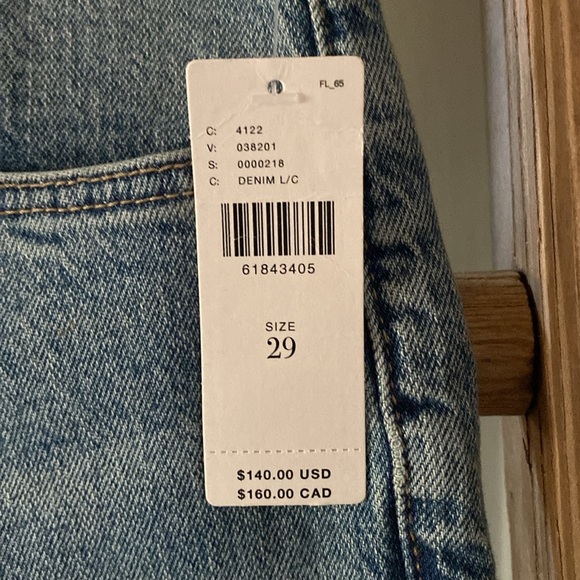 FL_65
C: 4122
V: 038201
S: 0000218
C: DENIM L/C
61843405
SIZE
29
$140.00 USD
$160.00 CAD